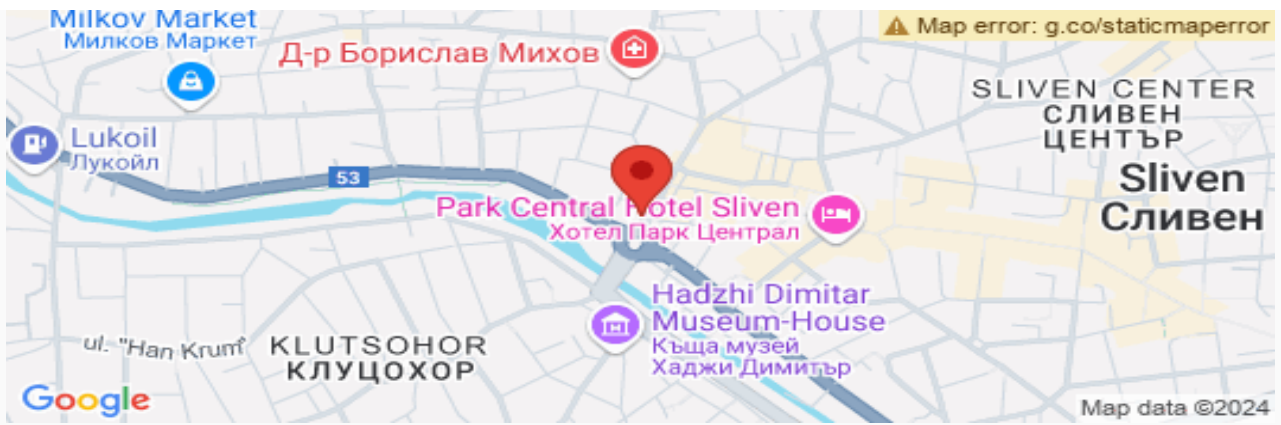 Milkov Market
Милков Маркет
Map error: g.co/staticmaperror
Д-р Борислав Михов
SLIVEN CENTER
СЛИВЕН
ЦЕНТЪР
Lukoil
Лукойл
53
Sliven
Сливен
Park Central Hotel Sliven
Хотел Парк Централ
Hadzhi Dimitar
Museum-House
Къща музей
Хаджи Димитър
ul. "Han Krum"
KLUTSOHOR
КЛУЦОХОР
Google
Map data ©2024